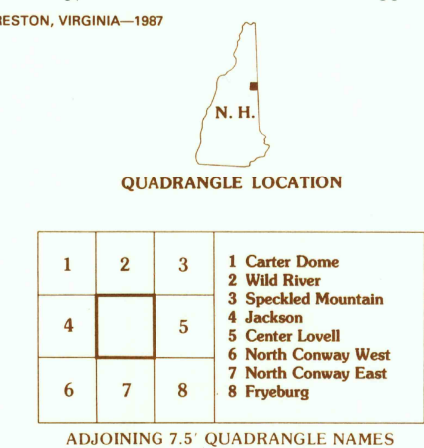 RESTON, VIRGINIA—1987
N. H.
QUADRANGLE LOCATION
1 2 3
4 5
6 7 8
1 Carter Dome
2 Wild River
3 Speckled Mountain
4 Jackson
5 Center Lovell
6 North Conway West
7 North Conway East
8 Fryeburg
ADJOINING 7.5' QUADRANGLE NAMES